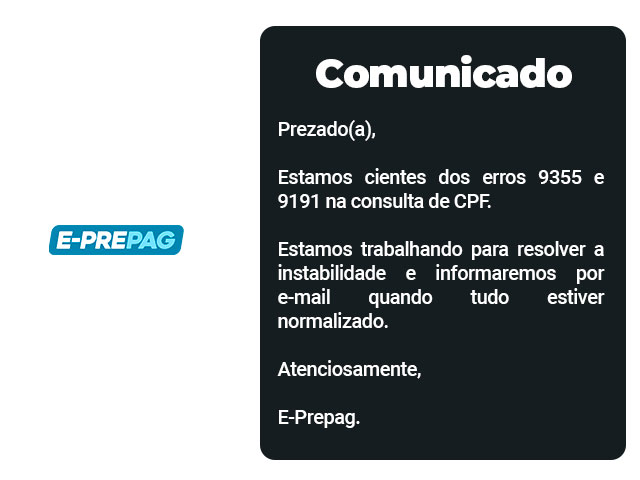 Comunicado
Prezado(a),
Estamos cientes dos erros 9355 e
9191 na consulta de CPF.
E-PREPAG
Estamos trabalhando para resolver a
instabilidade e informaremos por
e-mail quando tudo estiver
normalizado.
Atenciosamente,
E-Prepag.